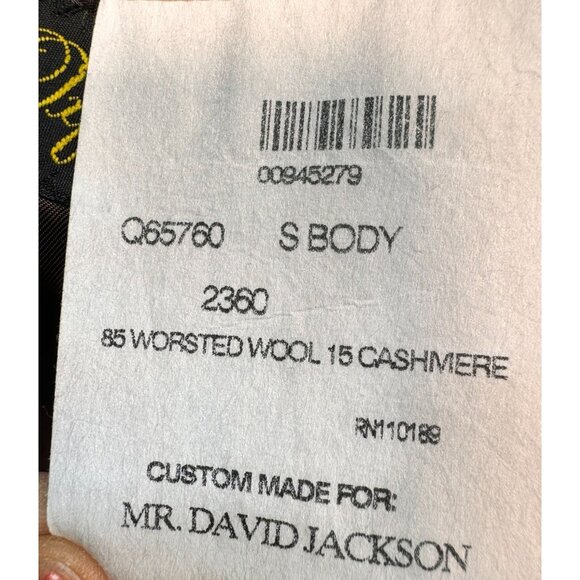 00945279
Q65760 S BODY
2360
85 WORSTED WOOL 15 CASHMERE
RN110189
CUSTOM MADE FOR:
MR. DAVID JACKSON